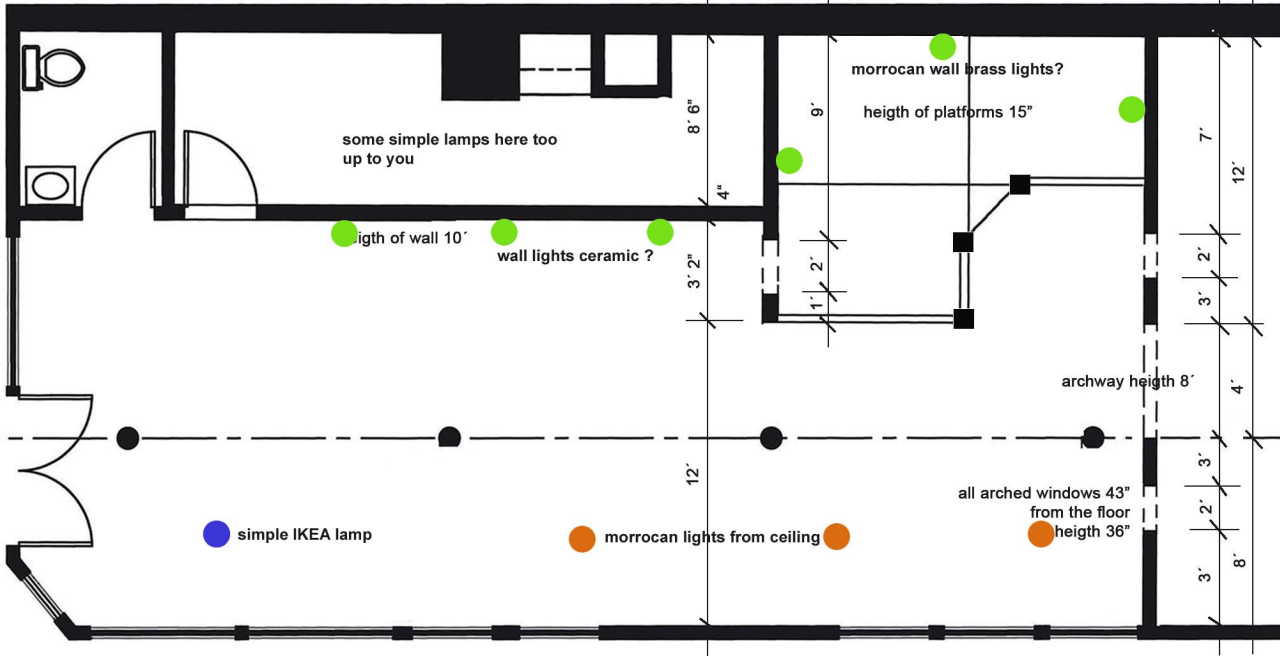 morrocan wall brass lights?
heigth of platforms 15”
some simple lamps here too
up to you
8´ 6”
9´
7´
12´
4“
igth of wall 10´
wall lights ceramic ?
3´ 2”
2´
1´
2´
3´
archway heigth 8´
4´
12´
3´
all arched windows 43”
from the floor
heigth 36”
2´
simple IKEA lamp
morrocan lights from ceiling
3´
8´